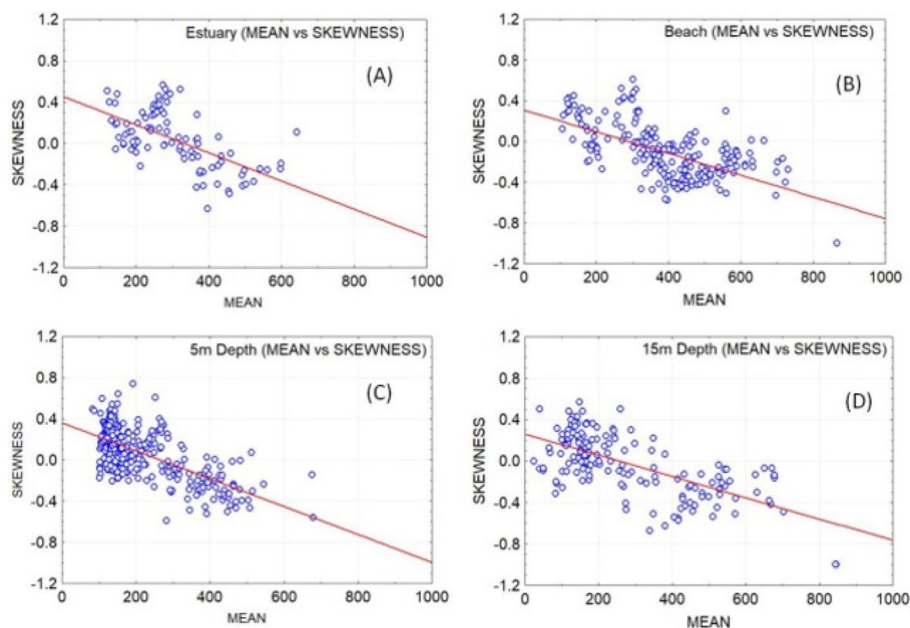 Estuary (MEAN vs SKEWNESS)
(A)
SKEWNESS
1.2
0.8
0.4
0.0
-0.4
-0.8
-1.2
0 200 400 600 800 1000
MEAN
Beach (MEAN vs SKEWNESS)
(B)
SKEWNESS
1.2
0.8
0.4
0.0
-0.4
-0.8
-1.2
0 200 400 600 800 1000
MEAN
5m Depth (MEAN vs SKEWNESS)
(C)
SKEWNESS
1.2
0.8
0.4
0.0
-0.4
-0.8
-1.2
0 200 400 600 800 1000
MEAN
15m Depth (MEAN vs SKEWNESS)
(D)
SKEWNESS
1.2
0.8
0.4
0.0
-0.4
-0.8
-1.2
0 200 400 600 800 1000
MEAN